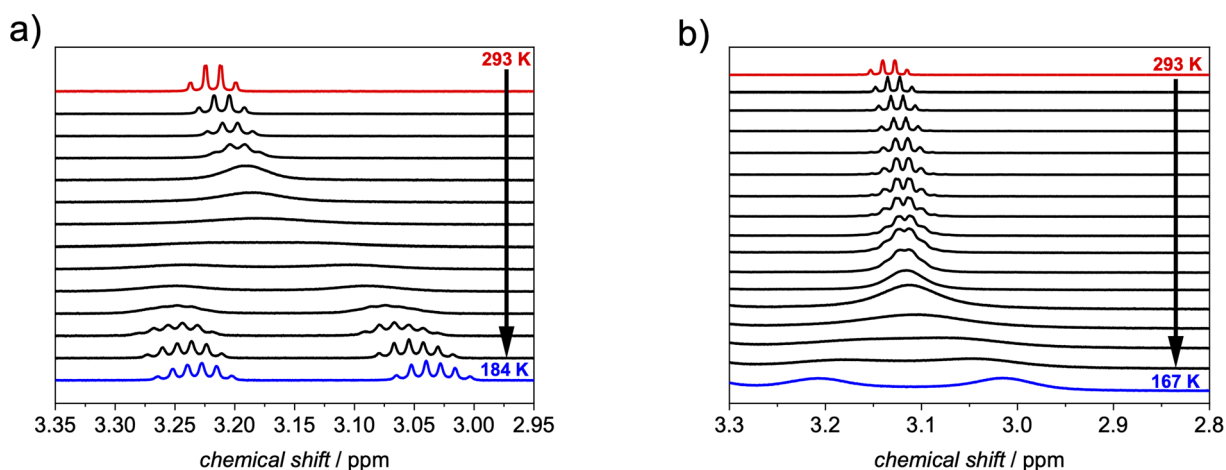 a)
293 K
184 K
3.35 3.30 3.25 3.20 3.15 3.10 3.05 3.00 2.95
chemical shift / ppm
b)
293 K
167 K
3.3 3.2 3.1 3.0 2.9 2.8
chemical shift / ppm